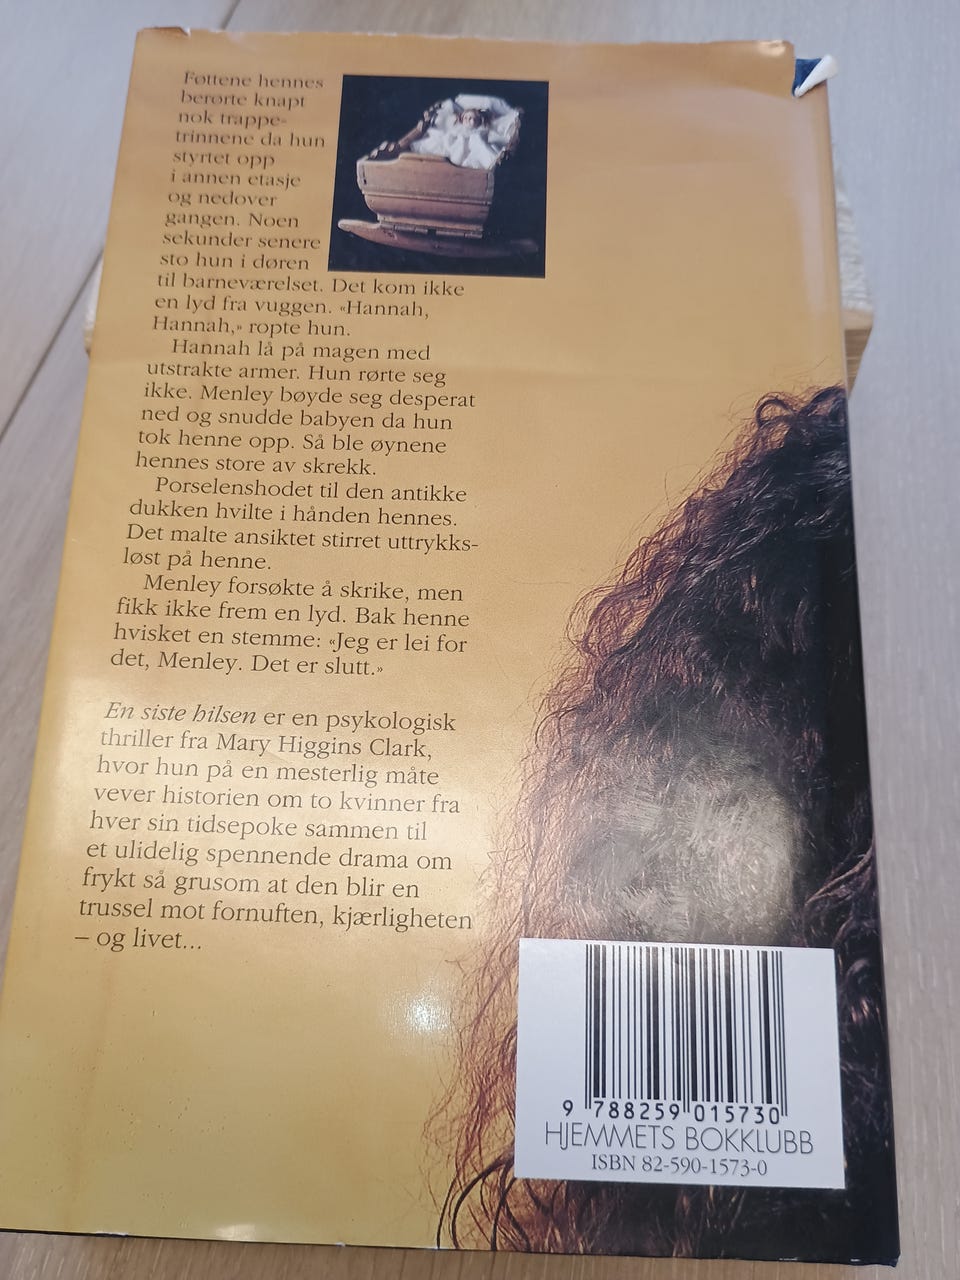 Føttene hennes
berørte knapt
nok trappe-
trinnene da hun
styrtet opp
i annen etasje
og nedover
gangen. Noen
sekunder senere
sto hun i døren
til barneværelset. Det kom ikke
en lyd fra vuggen. «Hannah,
Hannah,» ropte hun.
Hannah lå på magen med
utstrakte armer. Hun rørte seg
ikke. Menley bøyde seg desperat
ned og snudde babyen da hun
tok henne opp. Så ble øynene
hennes store av skrekk.
Porselenshodet til den antikke
dukken hvilte i hånden hennes.
Det malte ansiktet stirret uttrykks-
løst på henne.
Menley forsøkte å skrike, men
fikk ikke frem en lyd. Bak henne
hvisket en stemme: «Jeg er lei for
det, Menley. Det er slutt.»
En siste hilsen er en psykologisk
thriller fra Mary Higgins Clark,
hvor hun på en mesterlig måte
vever historien om to kvinner fra
hver sin tidsepoke sammen til
et ulidelig spennende drama om
frykt så grusom at den blir en
trussel mot fornuften, kjærligheten
– og livet...
9 788259 015730
HJEMMETS BOKKLUBB
ISBN 82-590-1573-0